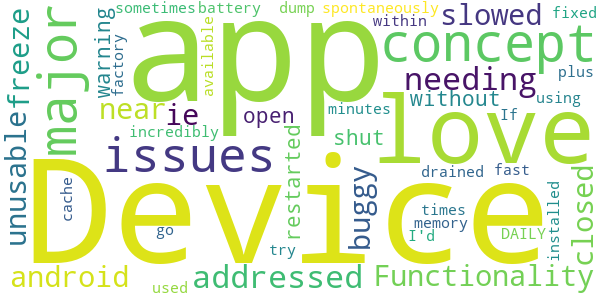 sometimes battery dump spontaneously
Warning factory available app within slowed fixed
major concept plus
unusable freeze near ie needing
without using
open minutes If love
incredibly restarted shut
issues
buggy drained fast
Device closed
cache times installed
memory
go I'd DAILY
try
android addressed Functionality
used